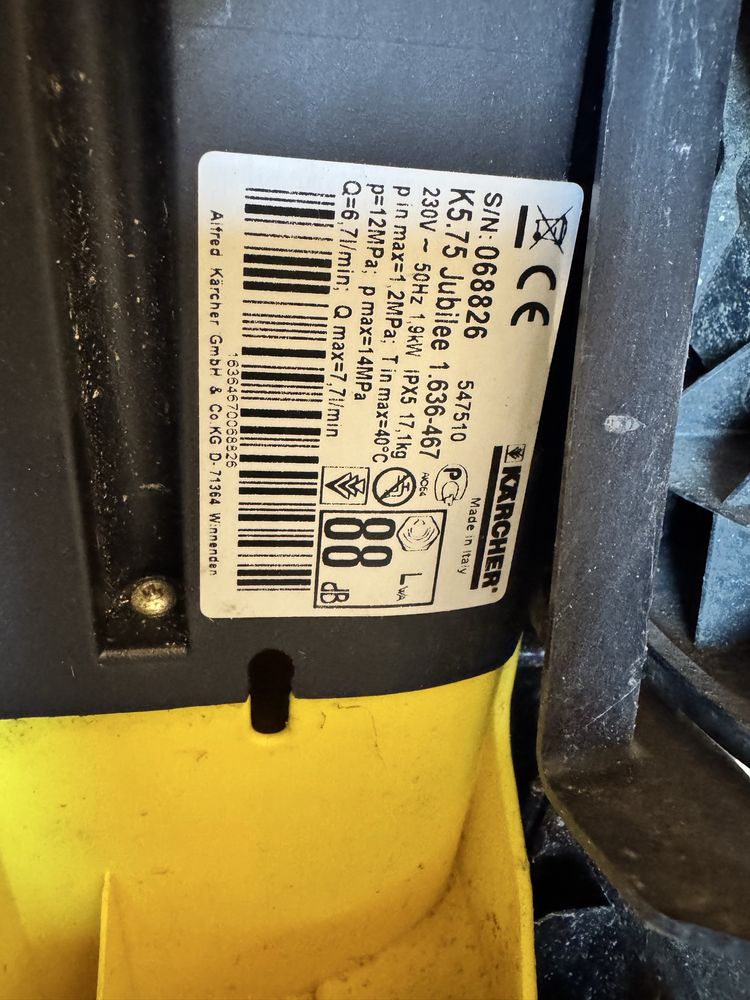 CE
KÄRCHER
Made in Italy
S/N: 068826
547510
K5.75 Jubilee 1.636-467
230V ~ 50Hz 1,9kW IPX5 17,1kg
p in max=1,2MPa; T in max=40°C
p=12MPa; p max=14MPa
Q=6,7l/min; Q max=7,7l/min
LWA
88
dB
16364670068826
Alfred Kärcher GmbH & Co.KG D-71364 Winnenden